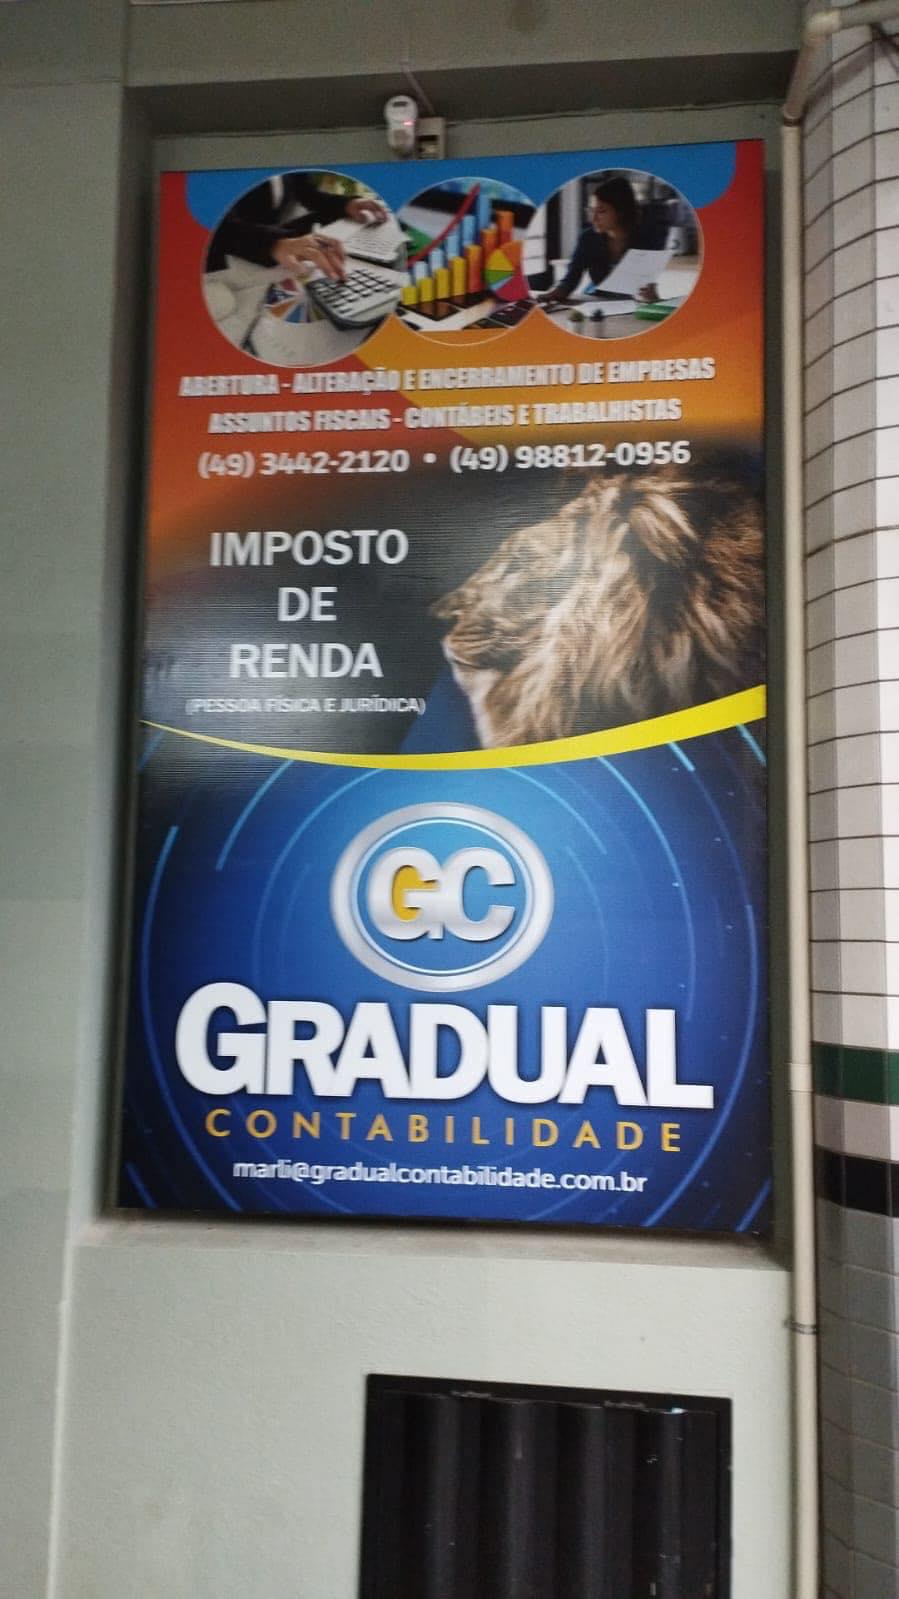 ABERTURA - ALTERAÇÃO E ENCERRAMENTO DE EMPRESAS
ASSUNTOS FISCAIS - CONTÁBEIS E TRABALHISTAS
(49) 3442-2120 • (49) 98812-0956
IMPOSTO
DE
RENDA
(PESSOA FÍSICA E JURÍDICA)
GC
GRADUAL
CONTABILIDADE
marli@gradualcontabilidade.com.br